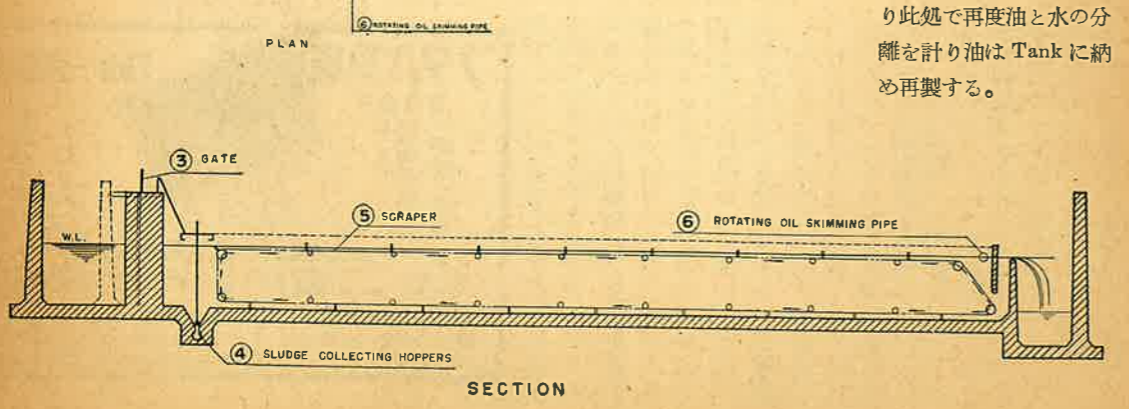 ⑥ ROTATING OIL SKIMMING PIPE
PLAN
り此処で再度油と水の分
離を計り油は Tank に納
め再製する。
③ GATE
⑤ SCRAPER
⑥ ROTATING OIL SKIMMING PIPE
W.L.
④ SLUDGE COLLECTING HOPPERS
SECTION